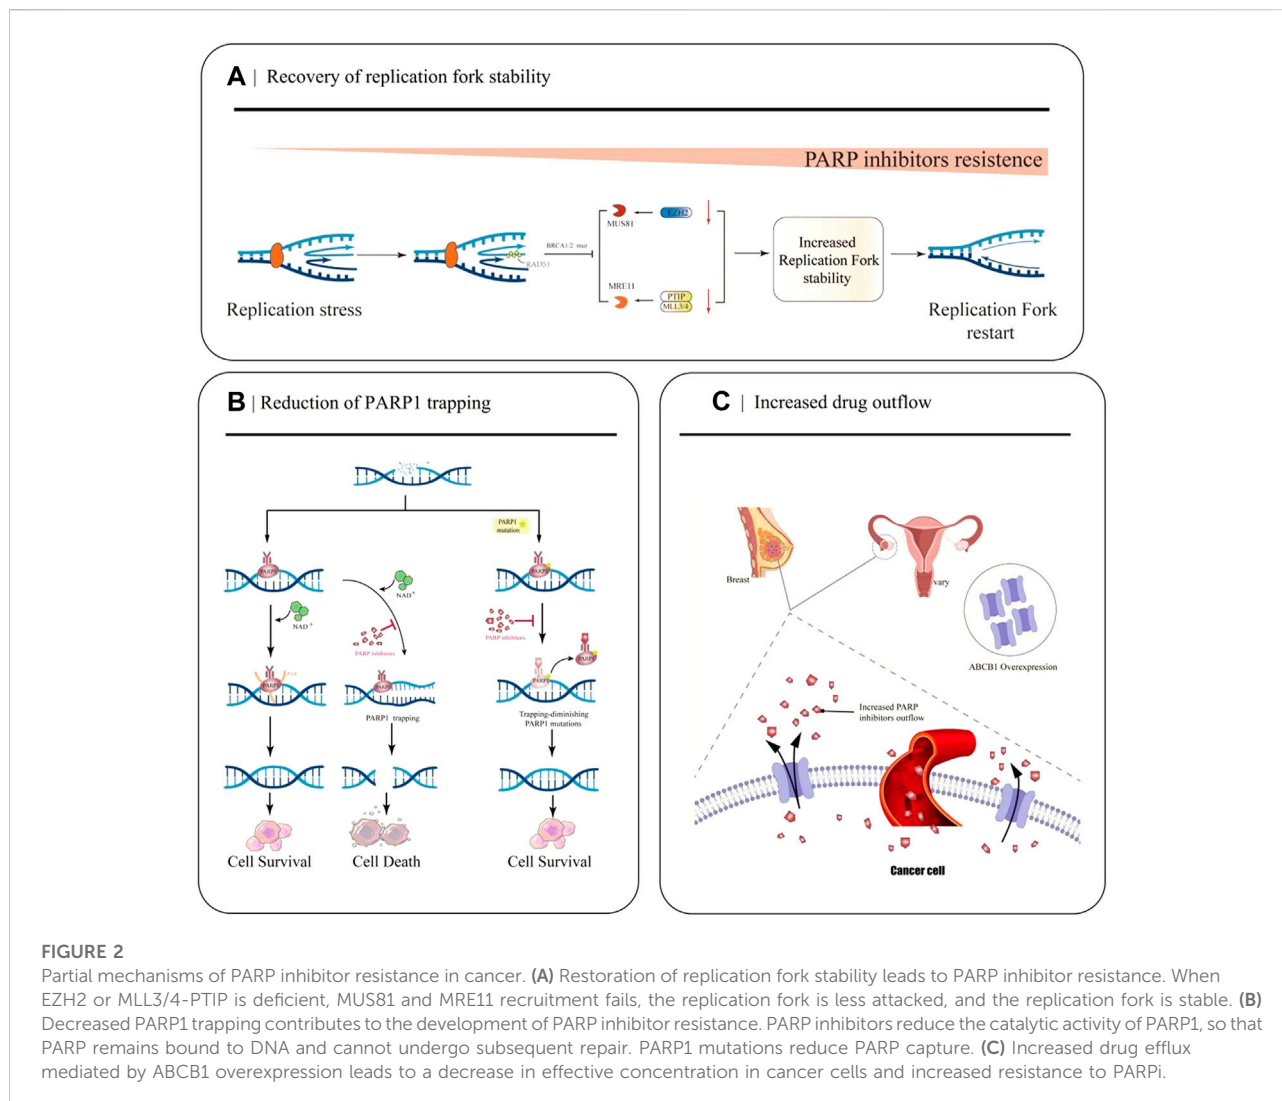 A | Recovery of replication fork stability
PARP inhibitors resistence
MUS81
EZH2
BRCA1/2 mut
RAD51
MRE11
PTIP
MLL3/4
Increased
Replication Fork
stability
Replication stress
Replication Fork
restart
B | Reduction of PARP1 trapping
PARP1
mutation
PARP1
PARP1
NAD+
NAD+
PARP inhibitors
PARP inhibitors
PARP1
PARP1
PARP1
PARP1
PARP1 trapping
Trapping-diminishing
PARP1 mutations
Cell Survival
Cell Death
Cell Survival
C | Increased drug outflow
Breast
vary
ABCB1 Overexpression
Increased PARP
inhibitors outflow
Cancer cell
FIGURE 2
Partial mechanisms of PARP inhibitor resistance in cancer. (A) Restoration of replication fork stability leads to PARP inhibitor resistance. When
EZH2 or MLL3/4-PTIP is deficient, MUS81 and MRE11 recruitment fails, the replication fork is less attacked, and the replication fork is stable. (B)
Decreased PARP1 trapping contributes to the development of PARP inhibitor resistance. PARP inhibitors reduce the catalytic activity of PARP1, so that
PARP remains bound to DNA and cannot undergo subsequent repair. PARP1 mutations reduce PARP capture. (C) Increased drug efflux
mediated by ABCB1 overexpression leads to a decrease in effective concentration in cancer cells and increased resistance to PARPi.